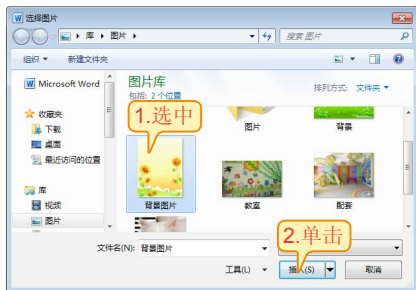 选择图片
库 图片
搜索 图片
组织 新建文件夹
Microsoft Word
收藏夹
下载
桌面
最近访问的位置
库
视频
图片
图片库
包括: 2 个位置
排列方式: 文件夹
1.选中
图片
背景
背景图片
教室
配套
文件名(N): 背景图片
2.单击
工具(L)
插入(S)
取消